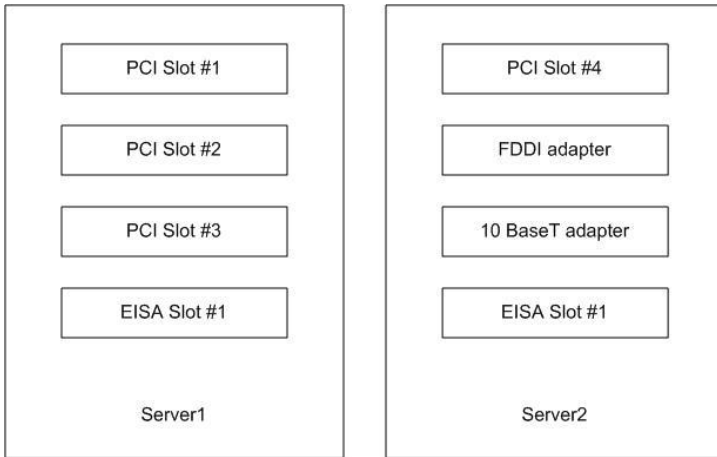 PCI Slot #1
PCI Slot #2
PCI Slot #3
EISA Slot #1
Server1
PCI Slot #4
FDDI adapter
10 BaseT adapter
EISA Slot #1
Server2